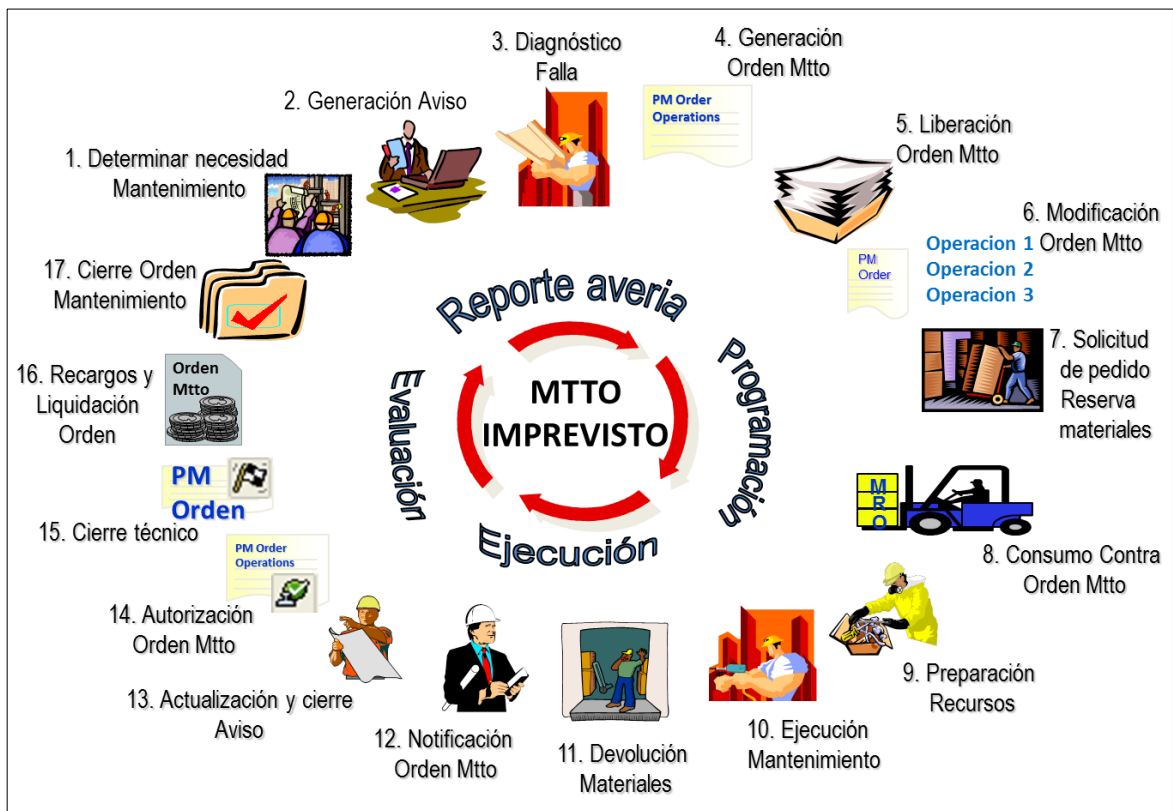 1. Determinar necesidad
Mantenimiento
2. Generación Aviso
3. Diagnóstico
Falla
4. Generación
Orden Mtto
PM Order
Operations
5. Liberación
Orden Mtto
6. Modificación
Orden Mtto
PM
Order
Operacion 1
Operacion 2
Operacion 3
7. Solicitud
de pedido
Reserva
materiales
MRO
8. Consumo Contra
Orden Mtto
9. Preparación
Recursos
10. Ejecución
Mantenimiento
11. Devolución
Materiales
12. Notificación
Orden Mtto
13. Actualización y cierre
Aviso
14. Autorización
Orden Mtto
PM Order
Operations
15. Cierre técnico
PM
Orden
16. Recargos y
Liquidación
Orden
Orden
Mtto
17. Cierre Orden
Mantenimiento
Reporte averia
Programación
Ejecución
Evaluación
MTTO
IMPREVISTO